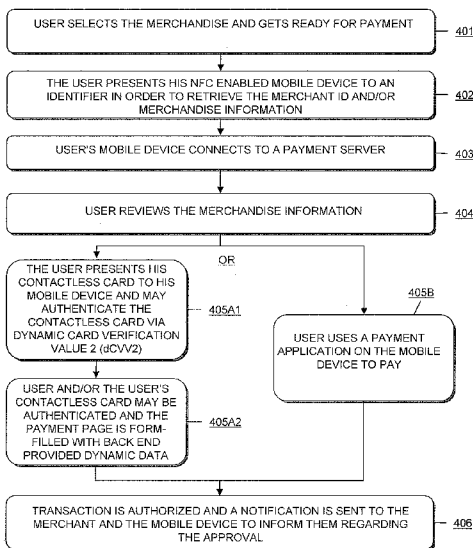 USER SELECTS THE MERCHANDISE AND GETS READY FOR PAYMENT
401
THE USER PRESENTS HIS NFC ENABLED MOBILE DEVICE TO AN
IDENTIFIER IN ORDER TO RETRIEVE THE MERCHANT ID AND/OR
MERCHANDISE INFORMATION
402
USER'S MOBILE DEVICE CONNECTS TO A PAYMENT SERVER
403
USER REVIEWS THE MERCHANDISE INFORMATION
404
OR
THE USER PRESENTS HIS
CONTACTLESS CARD TO HIS
MOBILE DEVICE AND MAY
AUTHENTICATE THE
CONTACTLESS CARD VIA
DYNAMIC CARD VERIFICATION
VALUE 2 (dCVV2)
405A1
405B
USER USES A PAYMENT
APPLICATION ON THE MOBILE
DEVICE TO PAY
USER AND/OR THE USER'S
CONTACTLESS CARD MAY BE
AUTHENTICATED AND THE
PAYMENT PAGE IS FORM-
FILLED WITH BACK END
PROVIDED DYNAMIC DATA
405A2
TRANSACTION IS AUTHORIZED AND A NOTIFICATION IS SENT TO THE
MERCHANT AND THE MOBILE DEVICE TO INFORM THEM REGARDING
THE APPROVAL
406